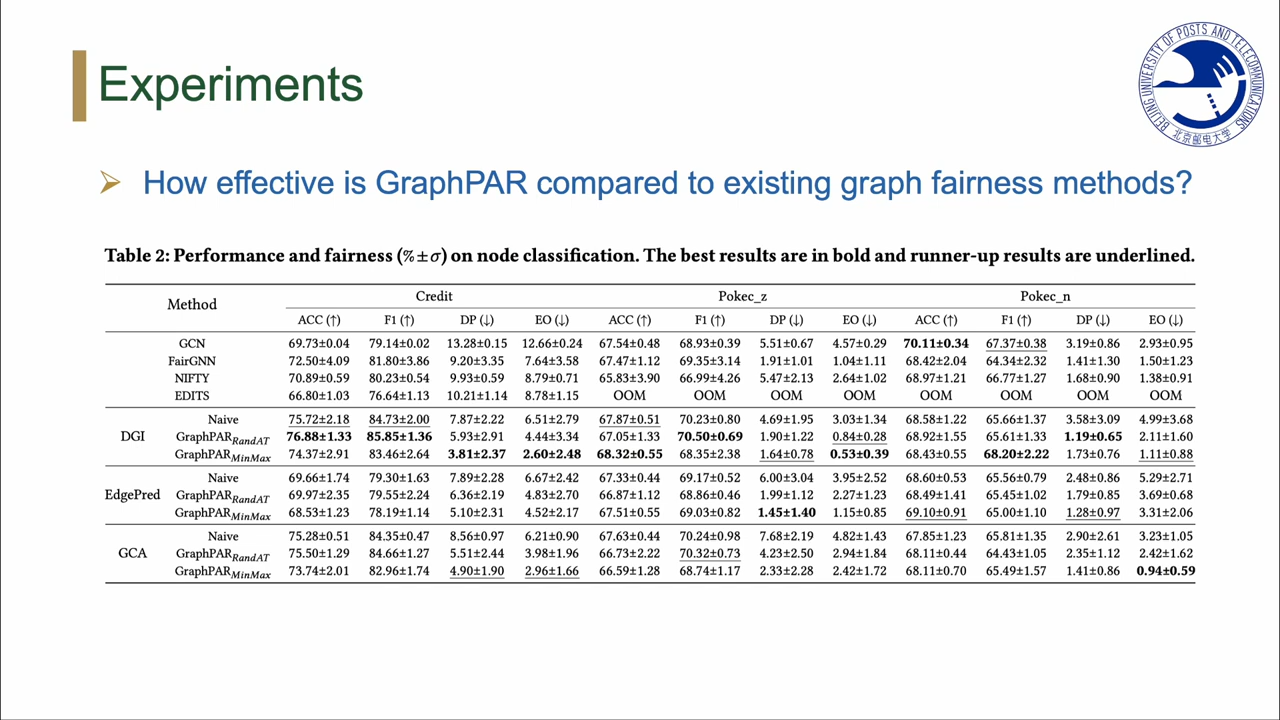 Experiments
BEIJING UNIVERSITY OF POSTS AND TELECOMMUNICATIONS
北京邮电大学
How effective is GraphPAR compared to existing graph fairness methods?
Table 2: Performance and fairness (%±σ) on node classification. The best results are in bold and runner-up results are underlined.
Method Credit Pokec_z Pokec_n
ACC (↑) F1 (↑) DP (↓) EO (↓) ACC (↑) F1 (↑) DP (↓) EO (↓) ACC (↑) F1 (↑) DP (↓) EO (↓)
GCN 69.73±0.04 79.14±0.02 13.28±0.15 12.66±0.24 67.54±0.48 68.93±0.39 5.51±0.67 4.57±0.29 70.11±0.34 67.37±0.38 3.19±0.86 2.93±0.95
FairGNN 72.50±4.09 81.80±3.86 9.20±3.35 7.64±3.58 67.47±1.12 69.35±3.14 1.91±1.01 1.04±1.11 68.42±2.04 64.34±2.32 1.41±1.30 1.50±1.23
NIFTY 70.89±0.59 80.23±0.54 9.93±0.59 8.79±0.71 65.83±3.90 66.99±4.26 5.47±2.13 2.64±1.02 68.97±1.21 66.77±1.27 1.68±0.90 1.38±0.91
EDITS 66.80±1.03 76.64±1.13 10.21±1.14 8.78±1.15 OOM OOM OOM OOM OOM OOM OOM OOM
Naive 75.72±2.18 84.73±2.00 7.87±2.22 6.51±2.79 67.87±0.51 70.23±0.80 4.69±1.95 3.03±1.34 68.58±1.22 65.66±1.37 3.58±3.09 4.99±3.68
DGI GraphPAR_RandAT 76.88±1.33 85.85±1.36 5.93±2.91 4.44±3.34 67.05±1.33 70.50±0.69 1.90±1.22 0.84±0.28 68.92±1.55 65.61±1.33 1.19±0.65 2.11±1.60
GraphPAR_MinMax 74.37±2.91 83.46±2.64 3.81±2.37 2.60±2.48 68.32±0.55 68.35±2.38 1.64±0.78 0.53±0.39 68.43±0.55 68.20±2.22 1.73±0.76 1.11±0.88
Naive 69.66±1.74 79.30±1.63 7.89±2.28 6.67±2.42 67.33±0.44 69.17±0.52 6.00±3.04 3.95±2.52 68.60±0.53 65.56±0.79 2.48±0.86 5.29±2.71
EdgePred GraphPAR_RandAT 69.97±2.35 79.55±2.24 6.36±2.19 4.83±2.70 66.87±1.12 68.86±0.46 1.99±1.12 2.27±1.23 68.49±1.41 65.45±1.02 1.79±0.85 3.69±0.68
GraphPAR_MinMax 68.53±1.23 78.19±1.14 5.10±2.31 4.52±2.17 67.51±0.55 69.03±0.82 1.45±1.40 1.15±0.85 69.10±0.91 65.00±1.10 1.28±0.97 3.31±2.06
Naive 75.28±0.51 84.35±0.47 8.56±0.97 6.21±0.90 67.63±0.44 70.24±0.98 7.68±2.19 4.82±1.43 67.85±1.23 65.81±1.35 2.90±2.61 3.23±1.05
GCA GraphPAR_RandAT 75.50±1.29 84.66±1.27 5.51±2.44 3.98±1.96 66.73±2.22 70.32±0.73 4.23±2.50 2.94±1.84 68.11±0.44 64.43±1.05 2.35±1.12 2.42±1.62
GraphPAR_MinMax 73.74±2.01 82.96±1.74 4.90±1.90 2.96±1.66 66.59±1.28 68.74±1.17 2.33±2.28 2.42±1.72 68.11±0.70 65.49±1.57 1.41±0.86 0.94±0.59